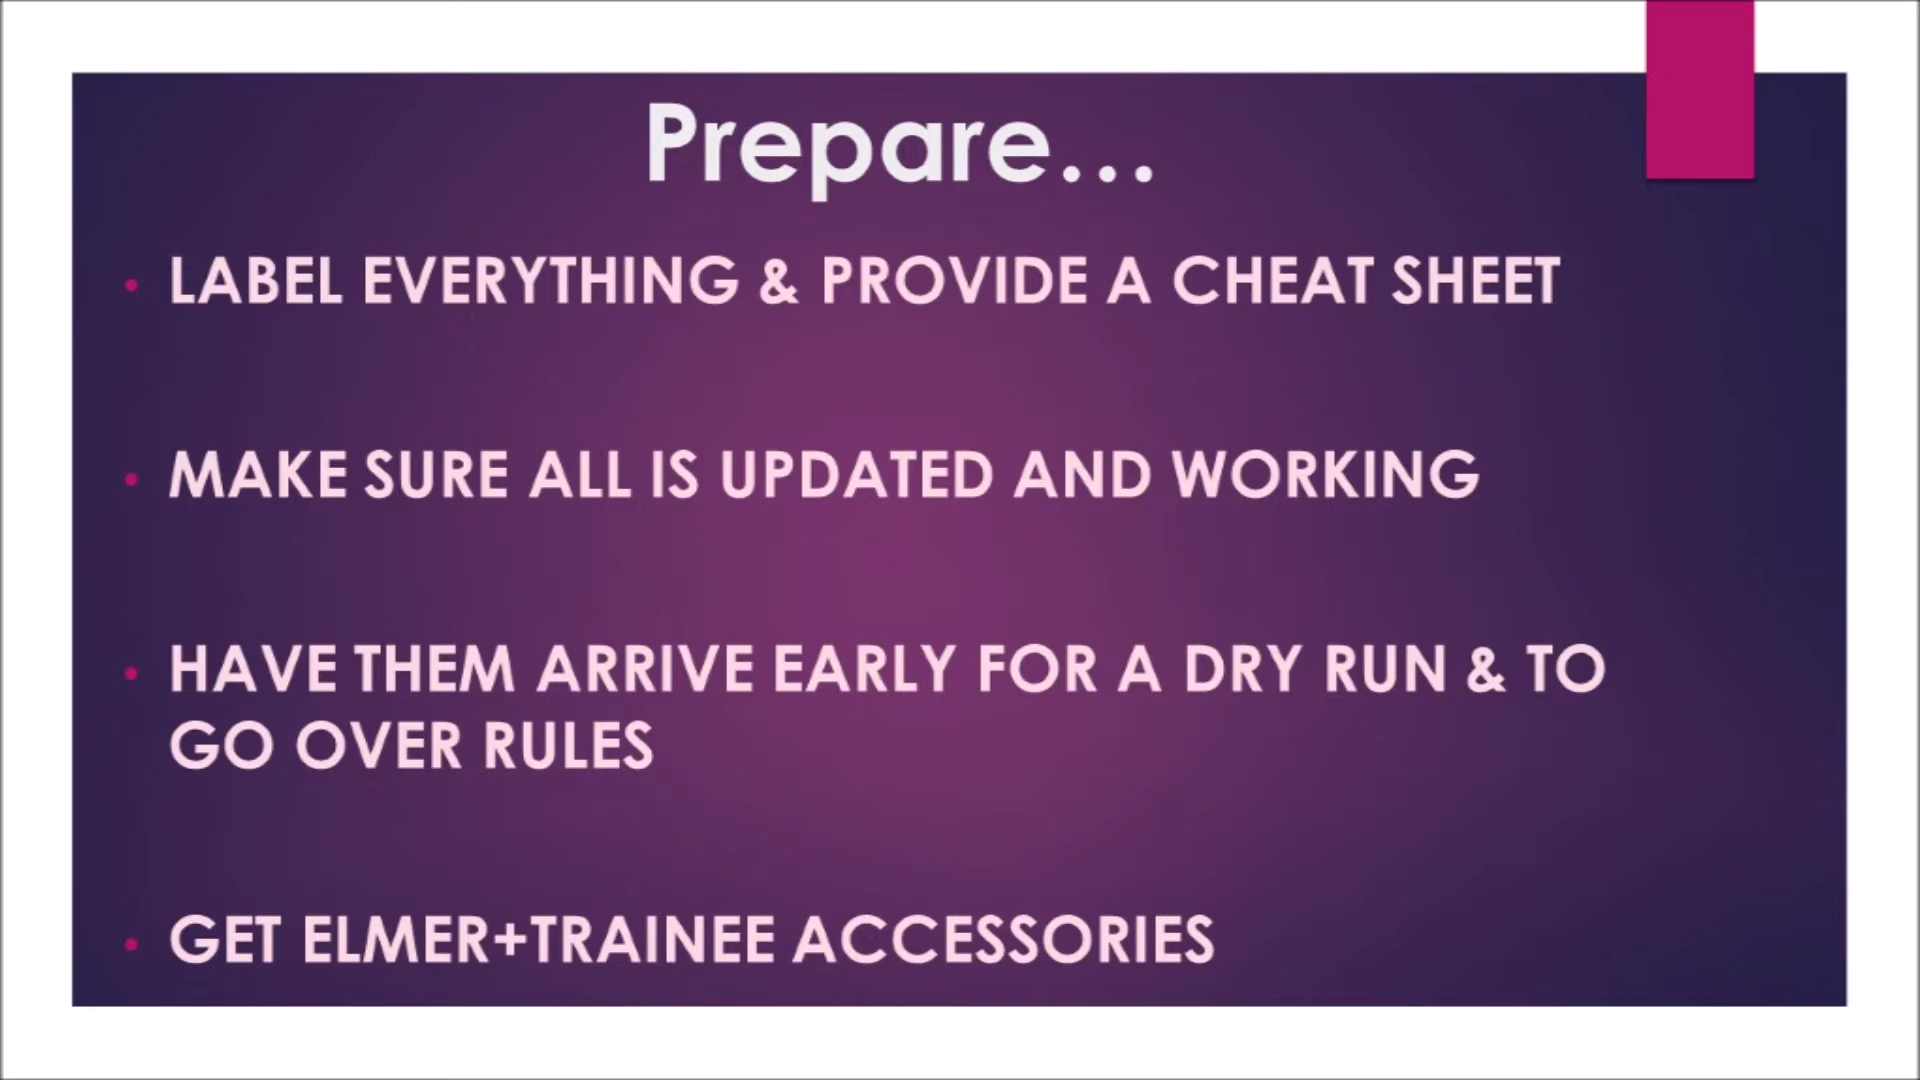 Prepare...
• LABEL EVERYTHING & PROVIDE A CHEAT SHEET
• MAKE SURE ALL IS UPDATED AND WORKING
• HAVE THEM ARRIVE EARLY FOR A DRY RUN & TO
GO OVER RULES
• GET ELMER+TRAINEE ACCESSORIES